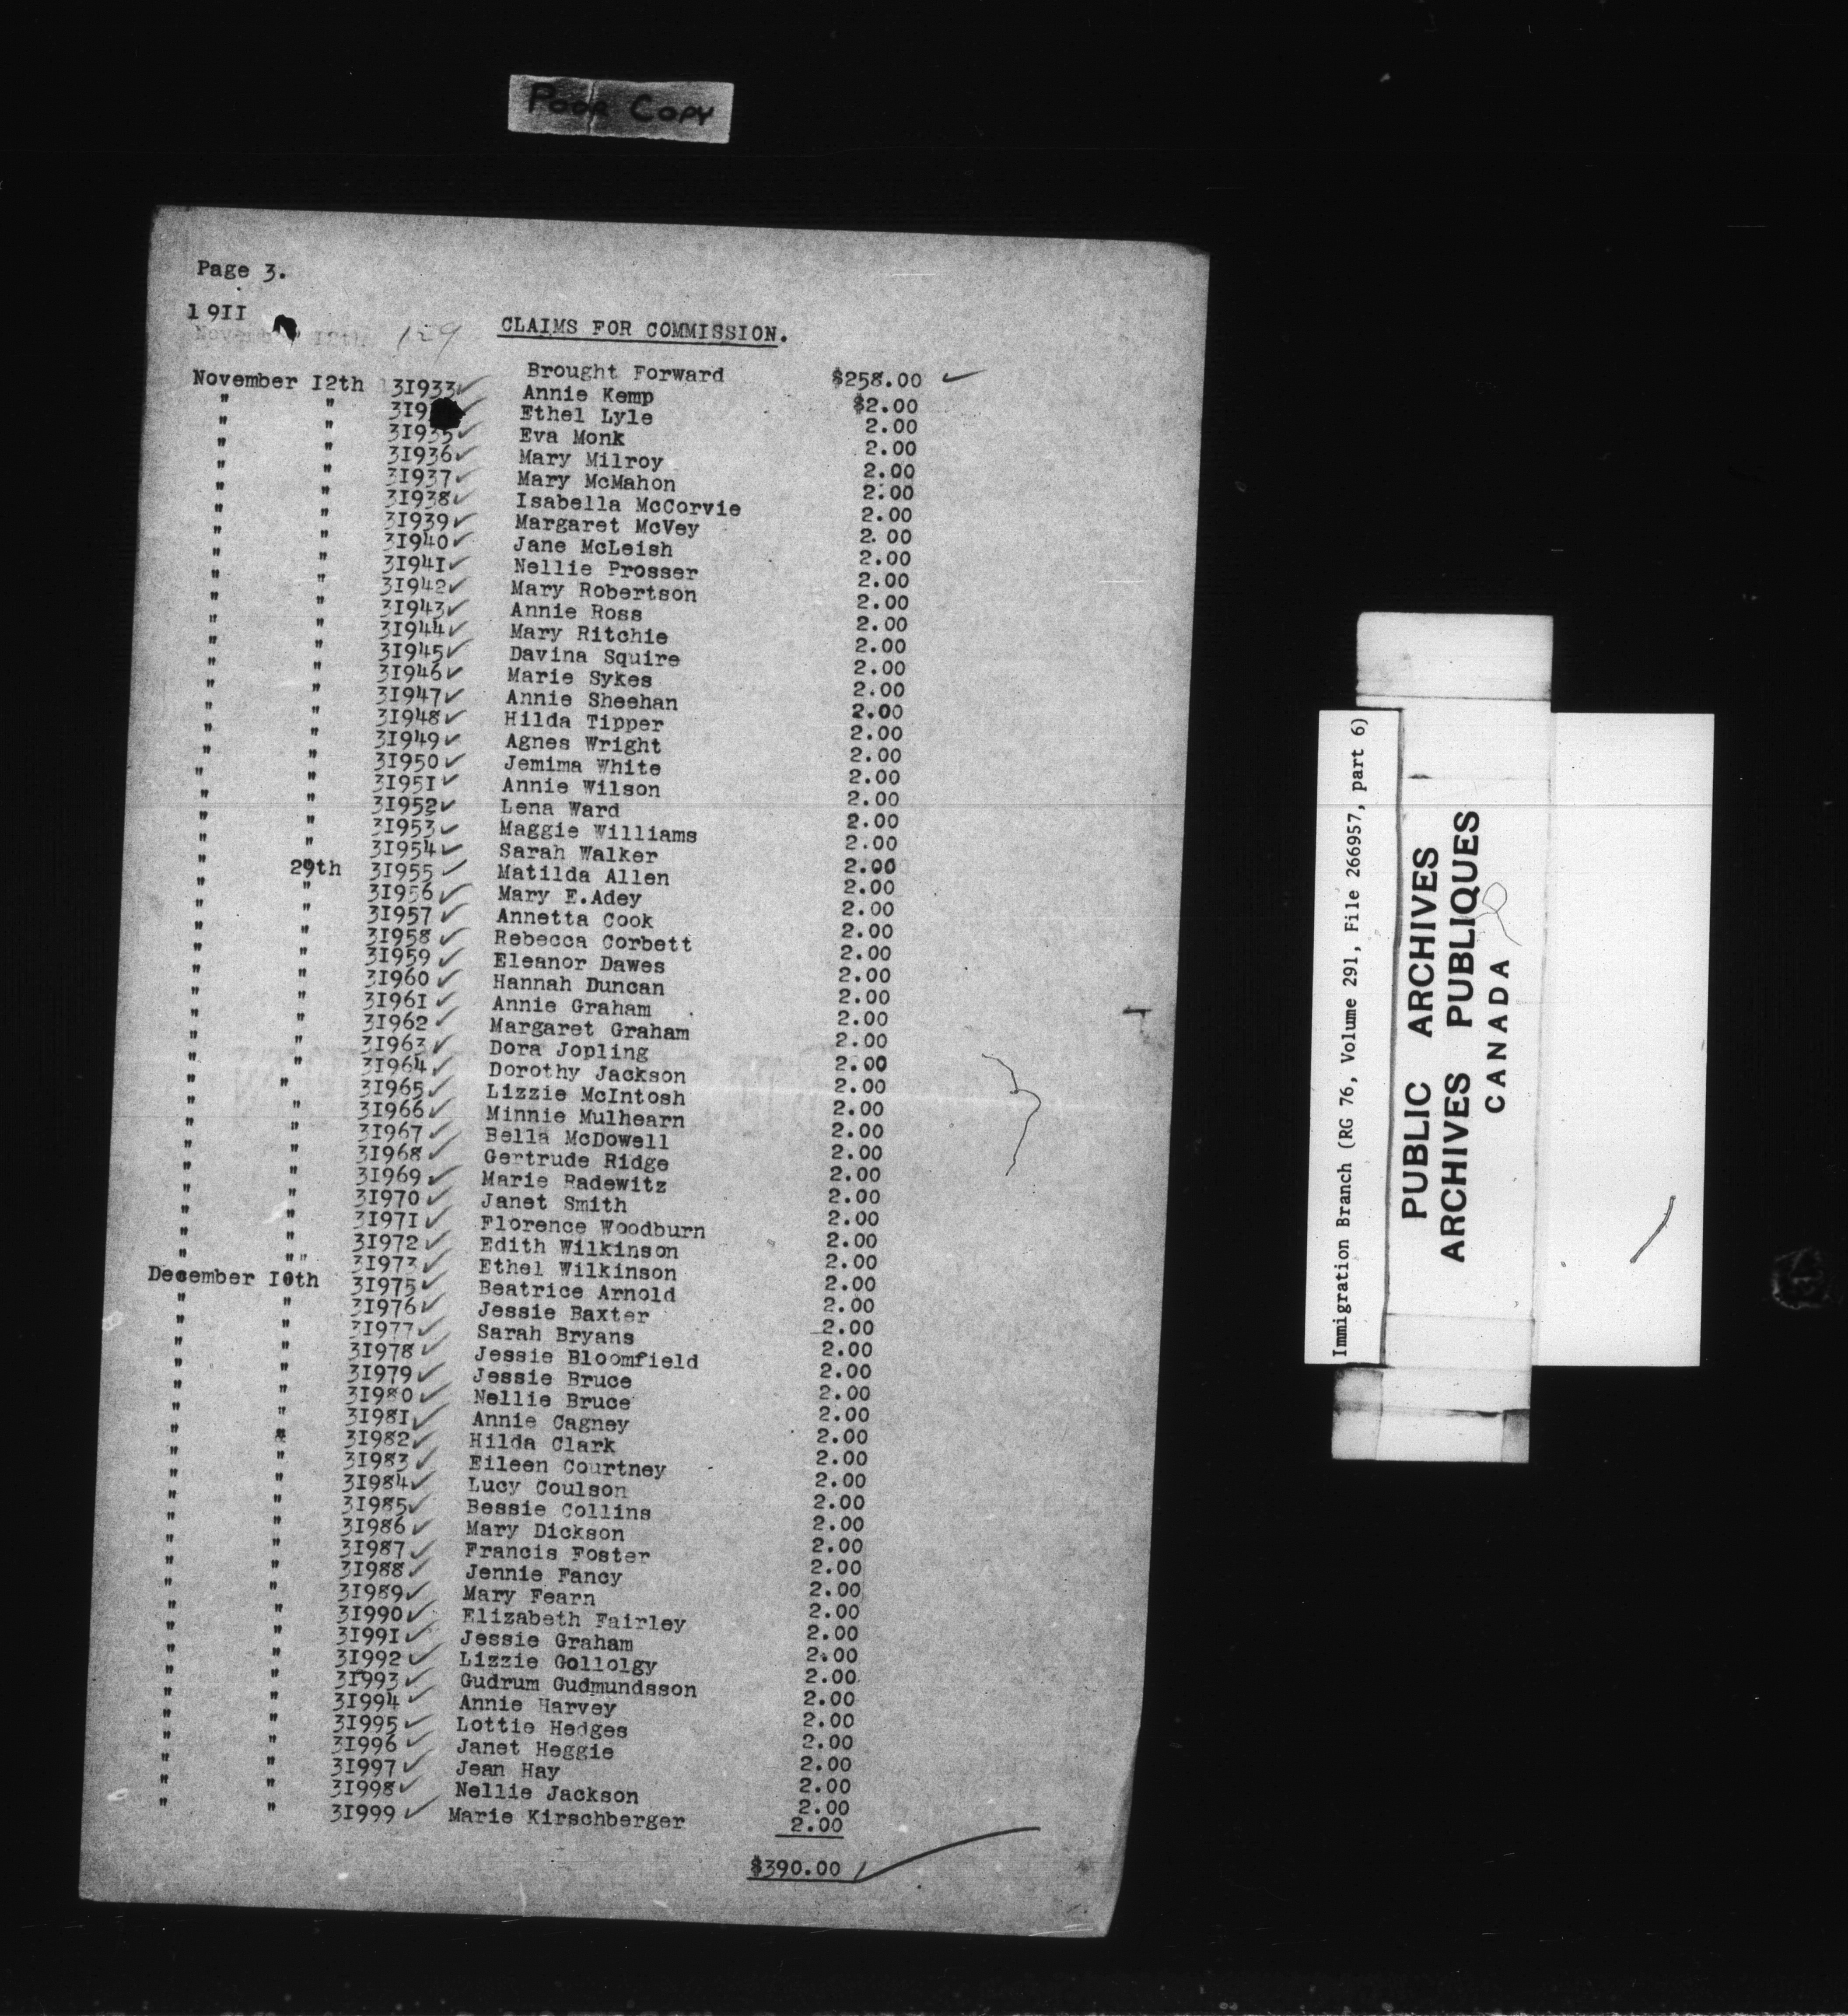 POOR COPY
Page 3.
1911
November 12th 129
CLAIMS FOR COMMISSION.
Brought Forward $258.00
November 12th 31933 Annie Kemp $2.00
" " 319 Ethel Lyle 2.00
" " 31935 Eva Monk 2.00
" " 31936 Mary Milroy 2.00
" " 31937 Mary McMahon 2.00
" " 31938 Isabella McCorvie 2.00
" " 31939 Margaret McVey 2.00
" " 31940 Jane McLeish 2.00
" " 31941 Nellie Prosser 2.00
" " 31942 Mary Robertson 2.00
" " 31943 Annie Ross 2.00
" " 31944 Mary Ritchie 2.00
" " 31945 Davina Squire 2.00
" " 31946 Marie Sykes 2.00
" " 31947 Annie Sheehan 2.00
" " 31948 Hilda Tipper 2.00
" " 31949 Agnes Wright 2.00
" " 31950 Jemima White 2.00
" " 31951 Annie Wilson 2.00
" " 31952 Lena Ward 2.00
" " 31953 Maggie Williams 2.00
" " 31954 Sarah Walker 2.00
" 29th 31955 Matilda Allen 2.00
" " 31956 Mary E.Adey 2.00
" " 31957 Annetta Cook 2.00
" " 31958 Rebecca Corbett 2.00
" " 31959 Eleanor Dawes 2.00
" " 31960 Hannah Duncan 2.00
" " 31961 Annie Graham 2.00
" " 31962 Margaret Graham 2.00
" " 31963 Dora Jopling 2.00
" " 31964 Dorothy Jackson 2.00
" " 31965 Lizzie McIntosh 2.00
" " 31966 Minnie Mulhearn 2.00
" " 31967 Bella McDowell 2.00
" " 31968 Gertrude Ridge 2.00
" " 31969 Marie Radewitz 2.00
" " 31970 Janet Smith 2.00
" " 31971 Florence Woodburn 2.00
" " 31972 Edith Wilkinson 2.00
" " 31973 Ethel Wilkinson 2.00
December 10th 31975 Beatrice Arnold 2.00
" " 31976 Jessie Baxter 2.00
" " 31977 Sarah Bryans 2.00
" " 31978 Jessie Bloomfield 2.00
" " 31979 Jessie Bruce 2.00
" " 31980 Nellie Bruce 2.00
" " 31981 Annie Cagney 2.00
" " 31982 Hilda Clark 2.00
" " 31983 Eileen Courtney 2.00
" " 31984 Lucy Coulson 2.00
" " 31985 Bessie Collins 2.00
" " 31986 Mary Dickson 2.00
" " 31987 Francis Foster 2.00
" " 31988 Jennie Fancy 2.00
" " 31989 Mary Fearn 2.00
" " 31990 Elizabeth Fairley 2.00
" " 31991 Jessie Graham 2.00
" " 31992 Lizzie Gollolgy 2.00
" " 31993 Gudrum Gudmundsson 2.00
" " 31994 Annie Harvey 2.00
" " 31995 Lottie Hedges 2.00
" " 31996 Janet Heggie 2.00
" " 31997 Jean Hay 2.00
" " 31998 Nellie Jackson 2.00
" " 31999 Marie Kirschberger 2.00
$390.00
Immigration Branch (RG 76, Volume 291, File 266957, part 6)
PUBLIC ARCHIVES
ARCHIVES PUBLIQUES
CANADA